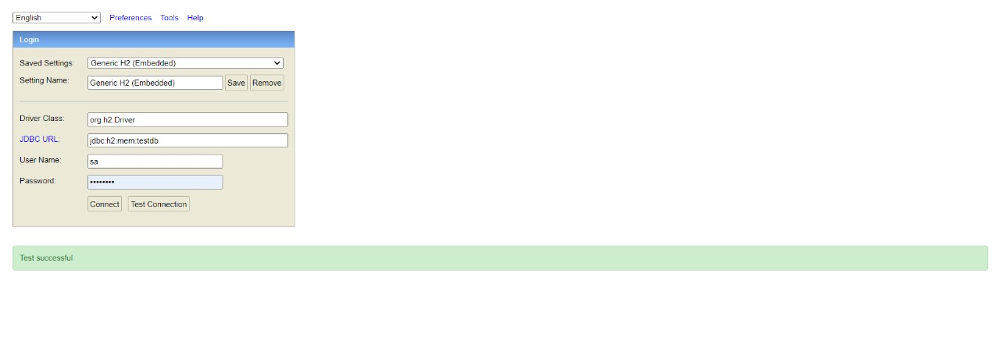 English Preferences Tools Help
Login
Saved Settings: Generic H2 (Embedded)
Setting Name: Generic H2 (Embedded) Save Remove
Driver Class: org.h2.Driver
JDBC URL: jdbc:h2:mem:testdb
User Name: sa
Password: ••••••••
Connect Test Connection
Test successful